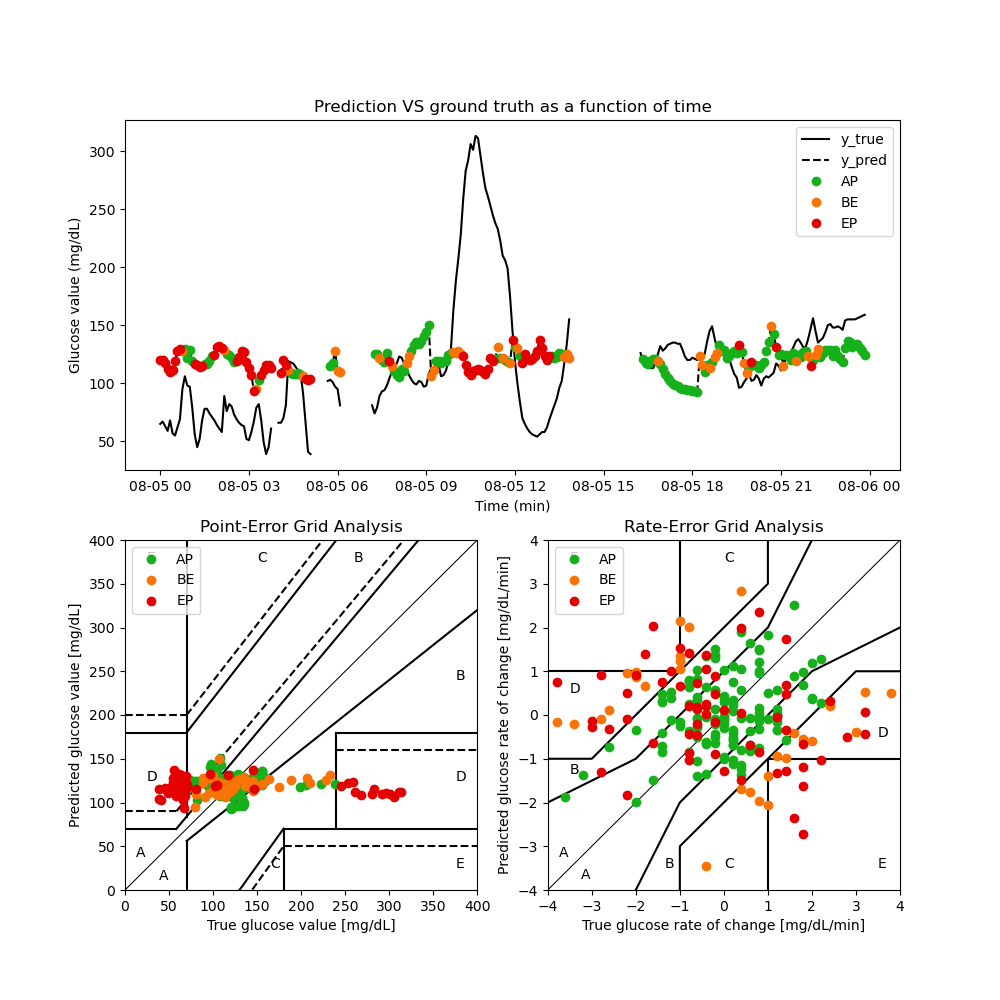 Prediction VS ground truth as a function of time
Glucose value (mg/dL)
300
250
200
150
100
50
y_true
y_pred
AP
BE
EP
08-05 00 08-05 03 08-05 06 08-05 09 08-05 12 08-05 15 08-05 18 08-05 21 08-06 00
Time (min)
Point-Error Grid Analysis
Predicted glucose value [mg/dL]
400
350
300
250
200
150
100
50
0
AP
BE
EP
C
B
B
D
D
A
A
C
E
0 50 100 150 200 250 300 350 400
True glucose value [mg/dL]
Rate-Error Grid Analysis
Predicted glucose rate of change [mg/dL/min]
4
3
2
1
0
−1
−2
−3
−4
AP
BE
EP
C
D
D
B
A
A
B
C
E
−4 −3 −2 −1 0 1 2 3 4
True glucose rate of change [mg/dL/min]